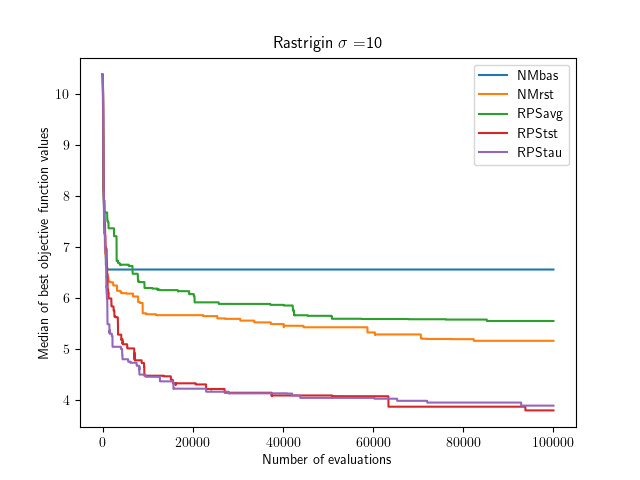 Rastrigin σ =10
NMbas
NMrst
RPSavg
RPStst
RPStau
Median of best objective function values
10
9
8
7
6
5
4
0 20000 40000 60000 80000 100000
Number of evaluations